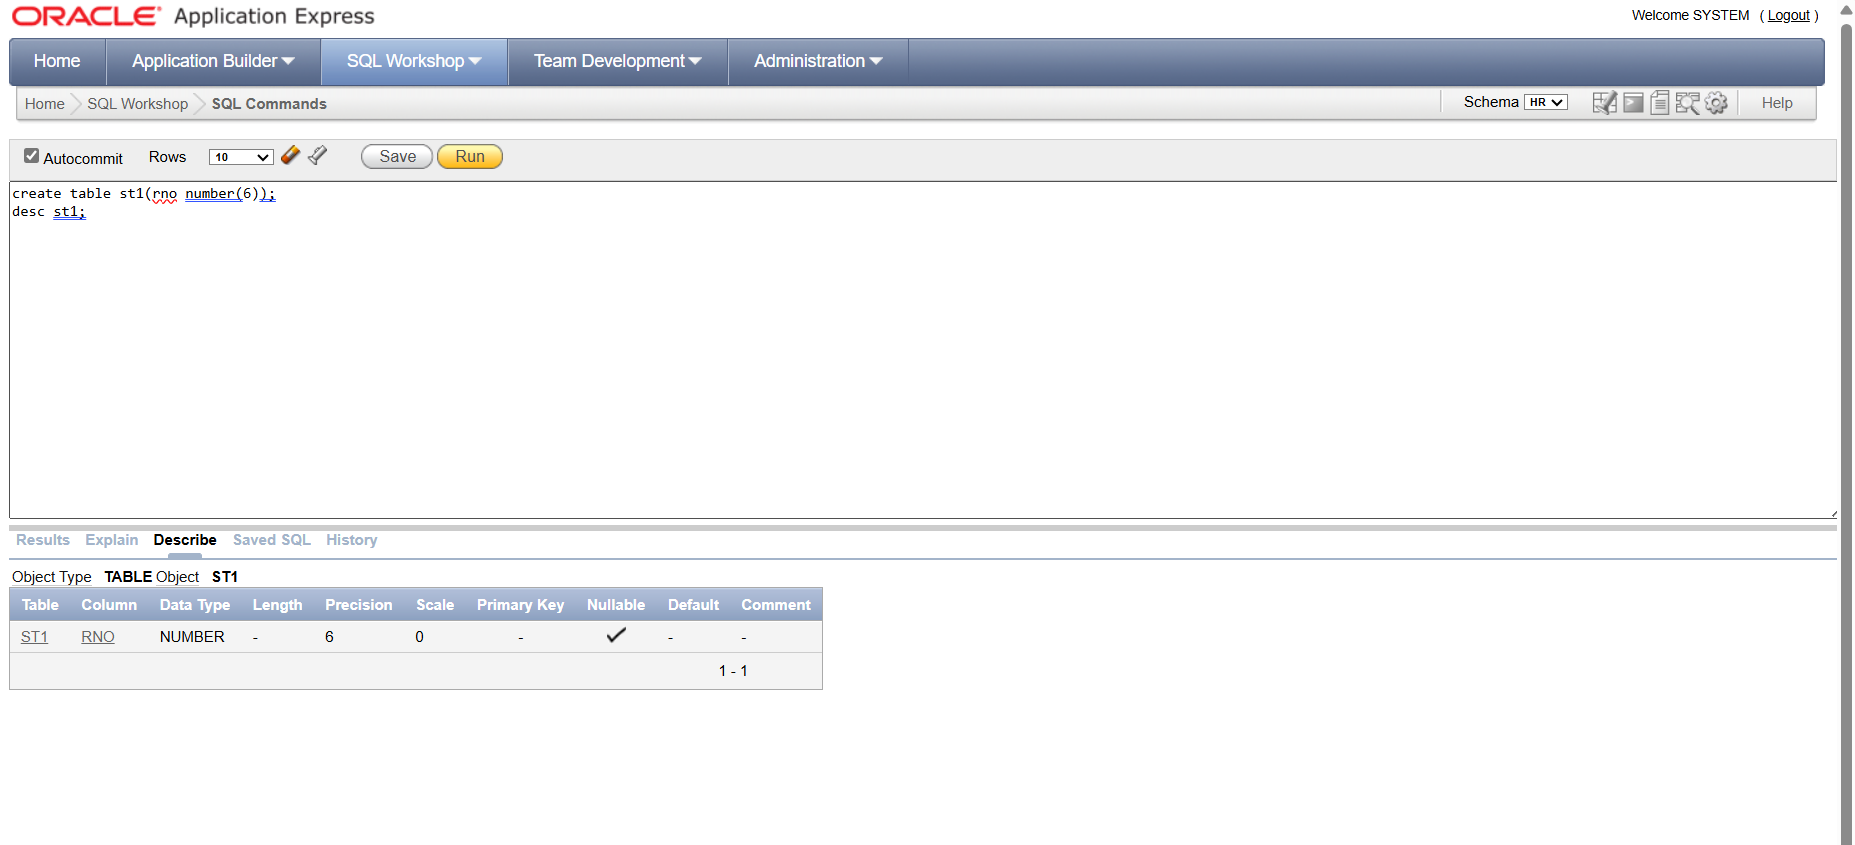 ORACLE Application Express
Welcome SYSTEM ( Logout )
Home Application Builder SQL Workshop Team Development Administration
Home SQL Workshop SQL Commands Schema HR Help
Autocommit Rows 10 Save Run
create table st1(rno number(6));
desc st1;
Results Explain Describe Saved SQL History
Object Type TABLE Object ST1
Table Column Data Type Length Precision Scale Primary Key Nullable Default Comment
ST1 RNO NUMBER - 6 0 - - -
1 - 1